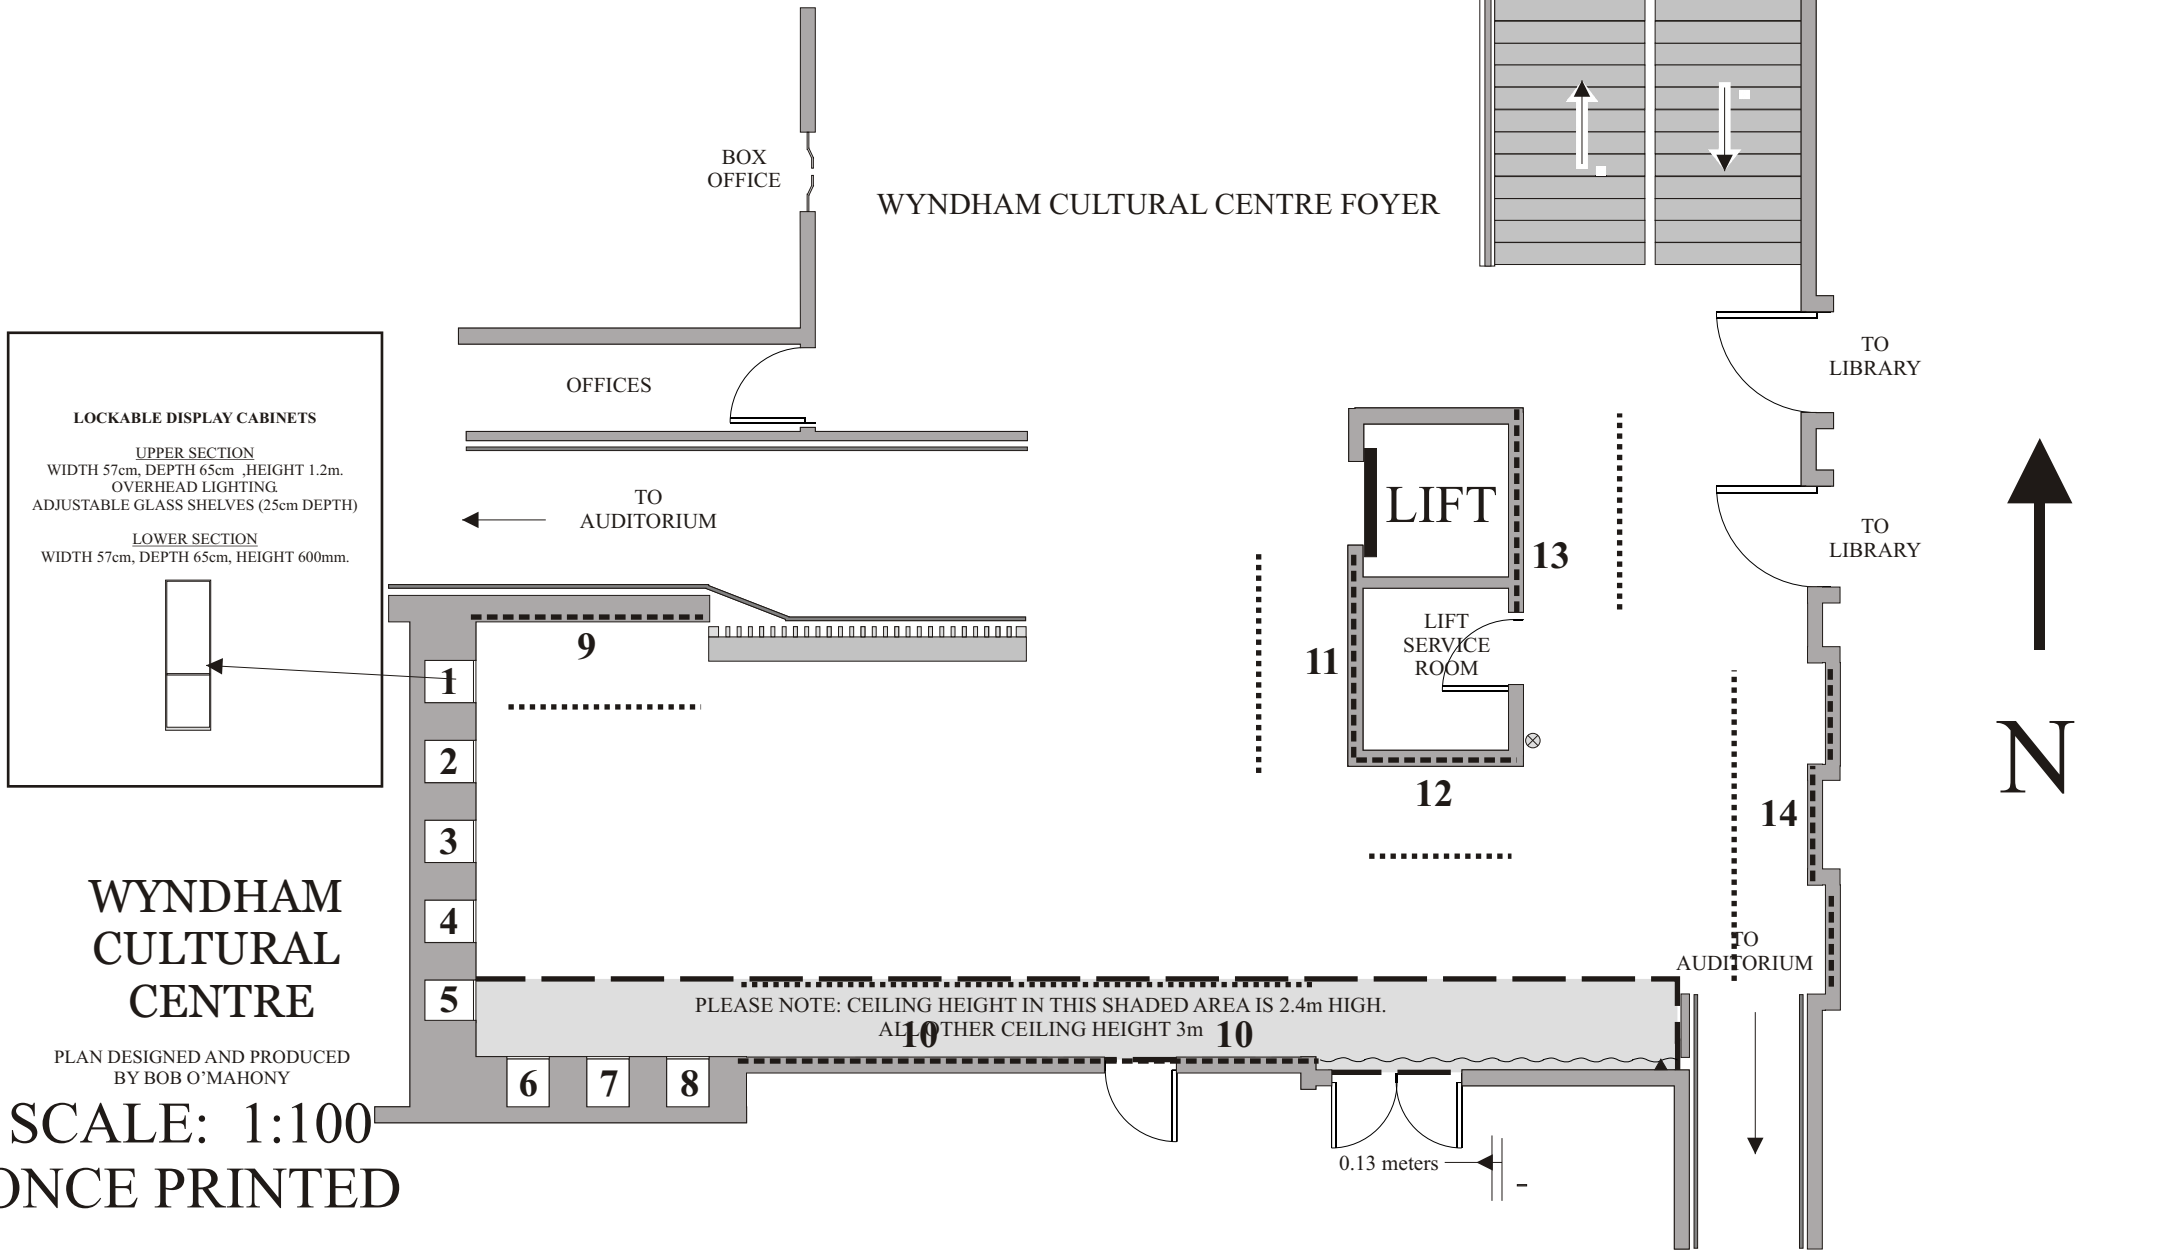 BOX
OFFICE
WYNDHAM CULTURAL CENTRE FOYER
TO
LIBRARY
OFFICES
LOCKABLE DISPLAY CABINETS
UPPER SECTION
WIDTH 57cm, DEPTH 65cm ,HEIGHT 1.2m.
OVERHEAD LIGHTING.
ADJUSTABLE GLASS SHELVES (25cm DEPTH)
LOWER SECTION
WIDTH 57cm, DEPTH 65cm, HEIGHT 600mm.
TO
AUDITORIUM
LIFT
TO
LIBRARY
13
LIFT
SERVICE
ROOM
9
11
1
2
N
12
14
3
4
WYNDHAM
CULTURAL
CENTRE
TO
AUDITORIUM
5
PLEASE NOTE: CEILING HEIGHT IN THIS SHADED AREA IS 2.4m HIGH.
ALL OTHER CEILING HEIGHT 3m
10
10
6
7
8
PLAN DESIGNED AND PRODUCED
BY BOB O’MAHONY
SCALE: 1:100
ONCE PRINTED
0.13 meters